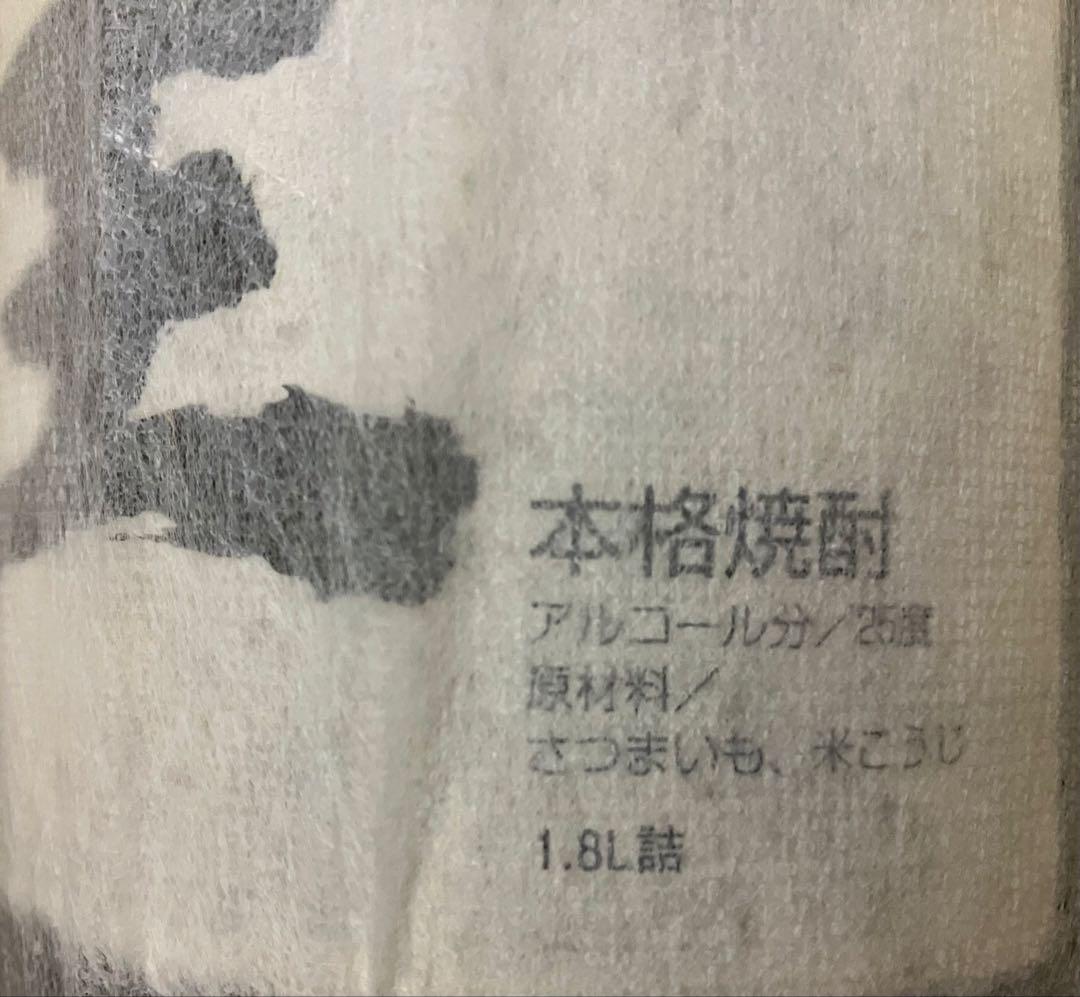 本格焼酎
アルコール分/25度
原材料/
さつまいも、米こうじ
1.8L詰